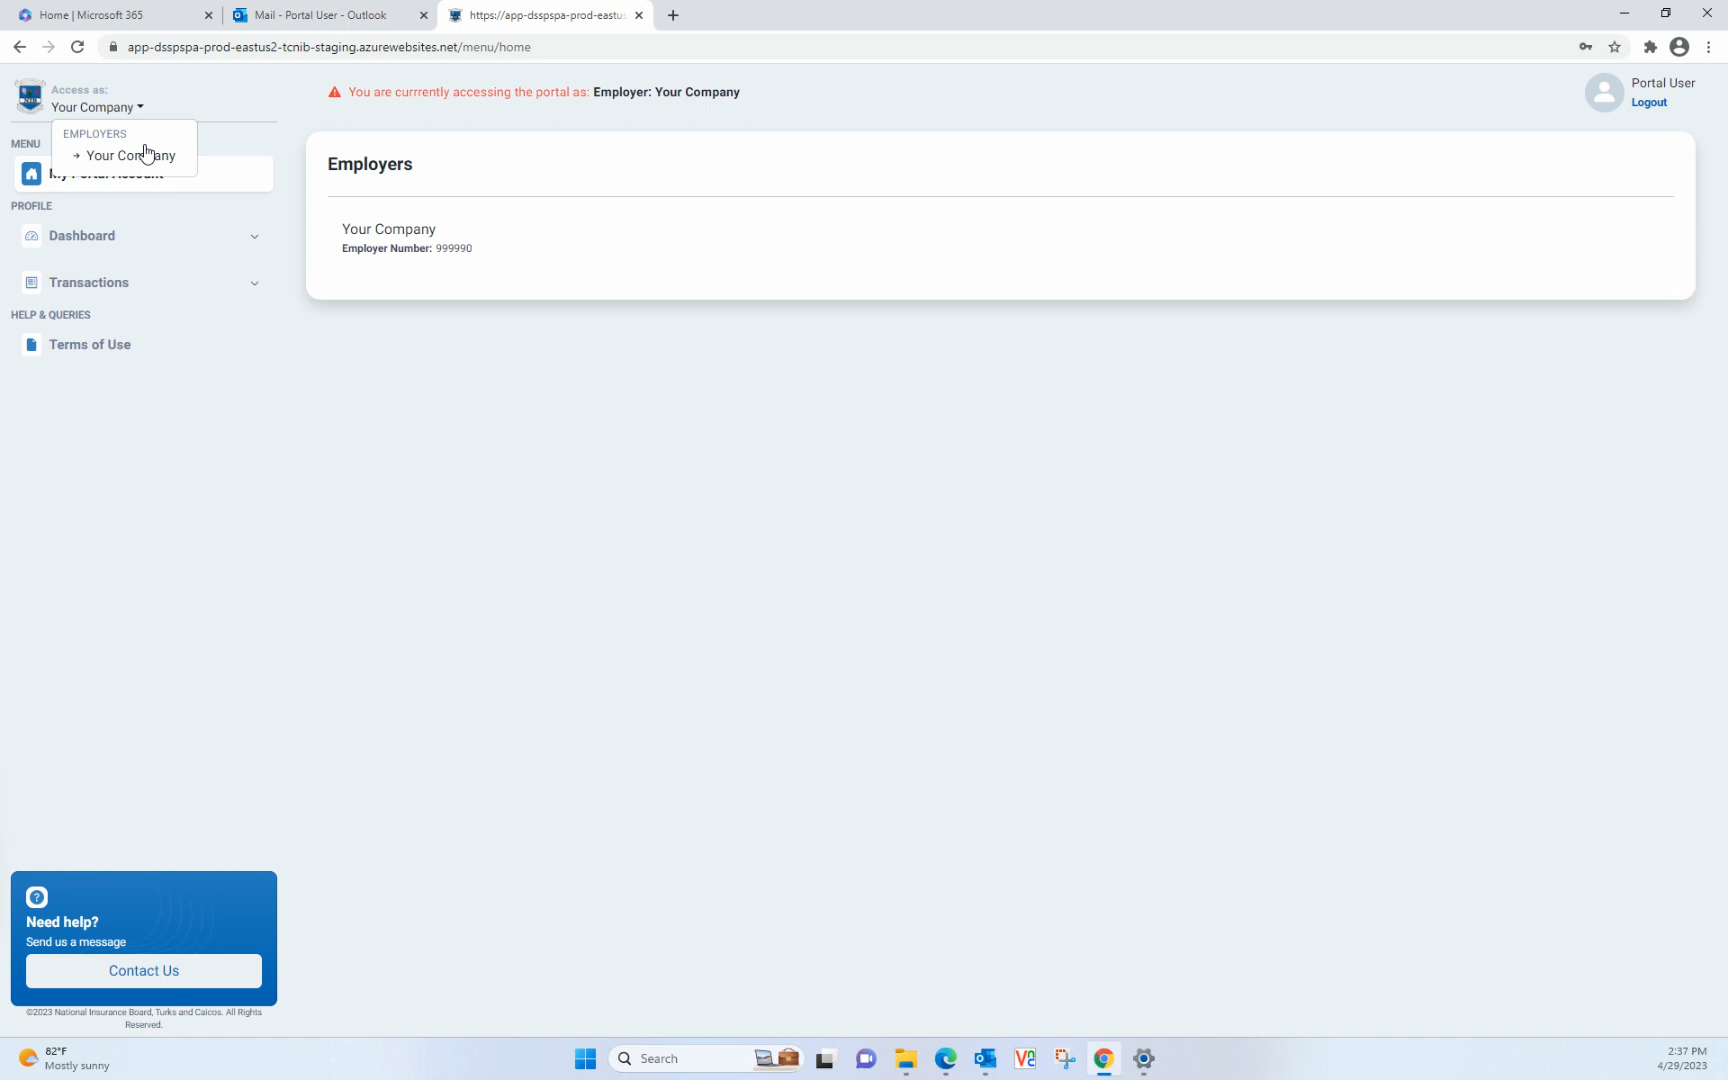 Home | Microsoft 365
Mail - Portal User - Outlook
https://app-dsspspa-prod-eastus
app-dsspspa-prod-eastus2-tcnib-staging.azurewebsites.net/menu/home
NIB
Access as:
Your Company
You are currrently accessing the portal as: Employer: Your Company
Portal User
Logout
EMPLOYERS
Your Company
MENU
PROFILE
Dashboard
Transactions
HELP & QUERIES
Terms of Use
Employers
Your Company
Employer Number: 999990
Need help?
Send us a message
Contact Us
©2023 National Insurance Board, Turks and Caicos. All Rights
Reserved.
82°F
Mostly sunny
Search
2:37 PM
4/29/2023